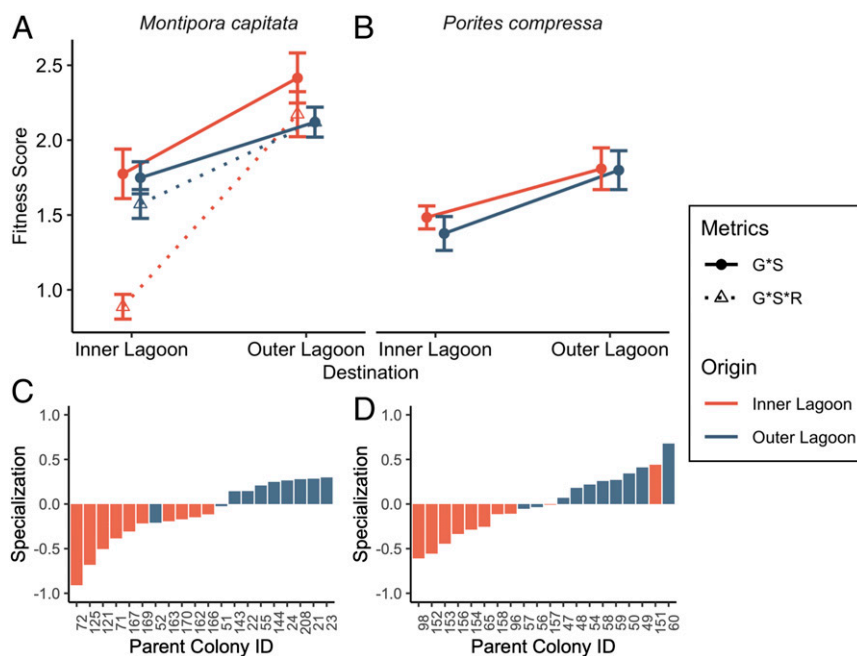 A
Montipora capitata
B
Porites compressa
Fitness Score
2.5
2.0
1.5
1.0
Inner Lagoon
Outer Lagoon
Inner Lagoon
Outer Lagoon
Destination
Metrics
G*S
G*S*R
Origin
Inner Lagoon
Outer Lagoon
C
Specialization
1.0
0.5
0.0
-0.5
-1.0
72
125
121
71
167
169
52
163
170
162
166
51
143
22
55
144
24
208
21
23
Parent Colony ID
D
Specialization
1.0
0.5
0.0
-0.5
-1.0
98
152
153
156
154
65
158
96
57
56
157
47
48
54
58
59
50
49
151
60
Parent Colony ID